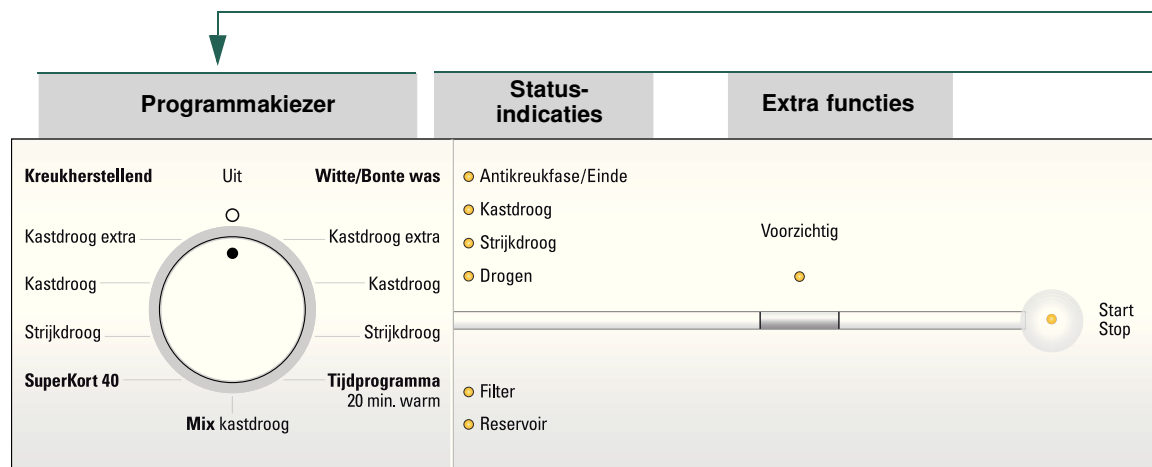 Programmakiezer
Status-
indicaties
Extra functies
Kreukherstellend
Uit
Witte/Bonte was
Kastdroog extra
Kastdroog extra
Kastdroog
Kastdroog
Strijkdroog
Strijkdroog
SuperKort 40
Tijdprogramma
20 min. warm
Mix kastdroog
Antikreukfase/Einde
Kastdroog
Strijkdroog
Drogen
Voorzichtig
Start
Stop
Filter
Reservoir